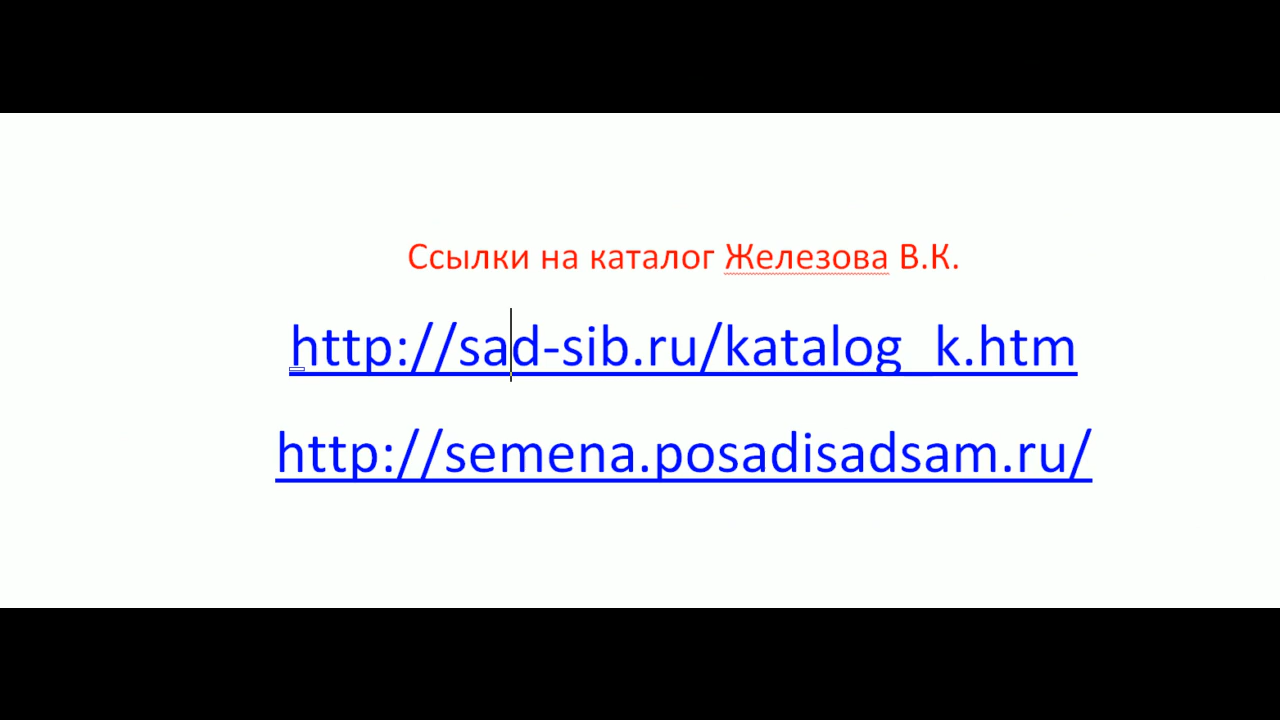 Ссылки на каталог Железова В.К.
http://sad-sib.ru/katalog_k.htm
http://semena.posadisadsam.ru/